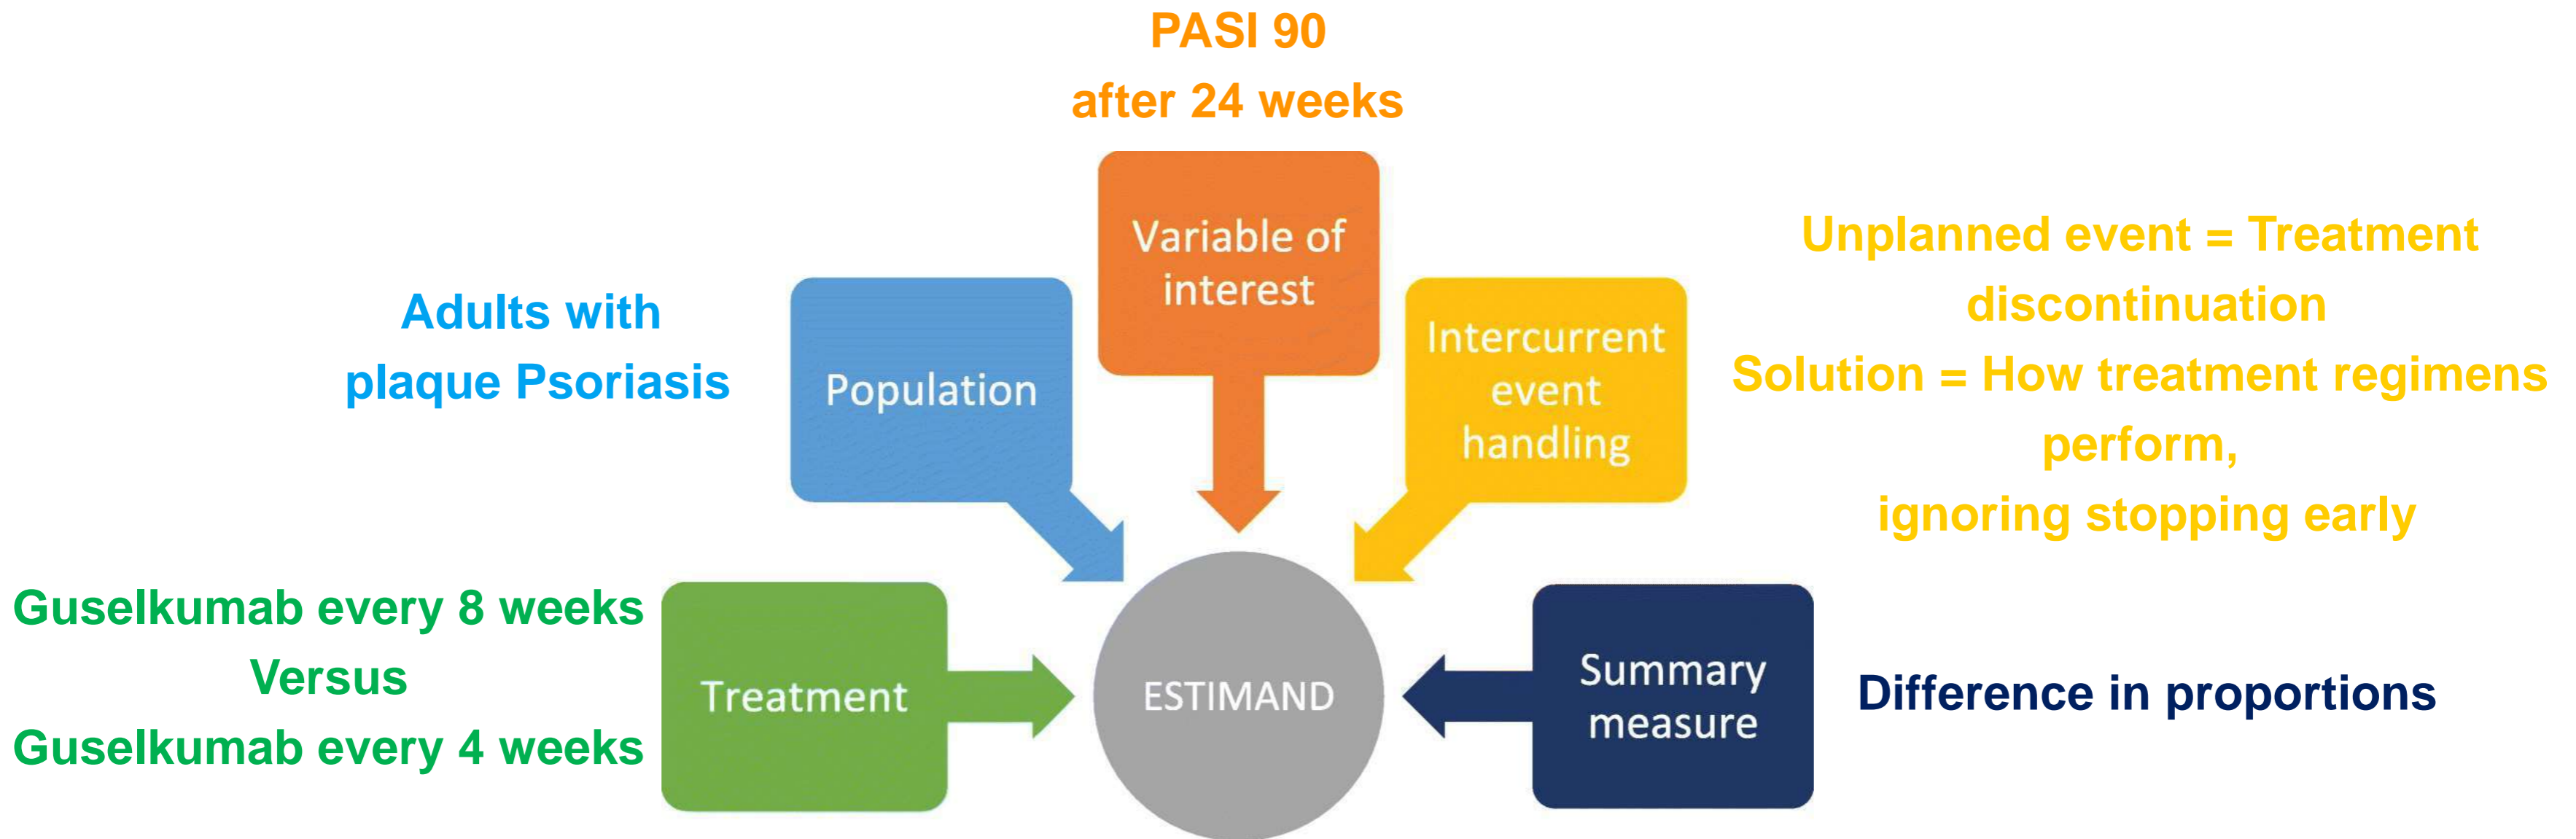 PASI 90
after 24 weeks
Variable of
interest
Adults with
plaque Psoriasis
Population
Intercurrent
event
handling
Unplanned event = Treatment
discontinuation
Solution = How treatment regimens
perform,
ignoring stopping early
Guselkumab every 8 weeks
Versus
Guselkumab every 4 weeks
Treatment
ESTIMAND
Summary
measure
Difference in proportions